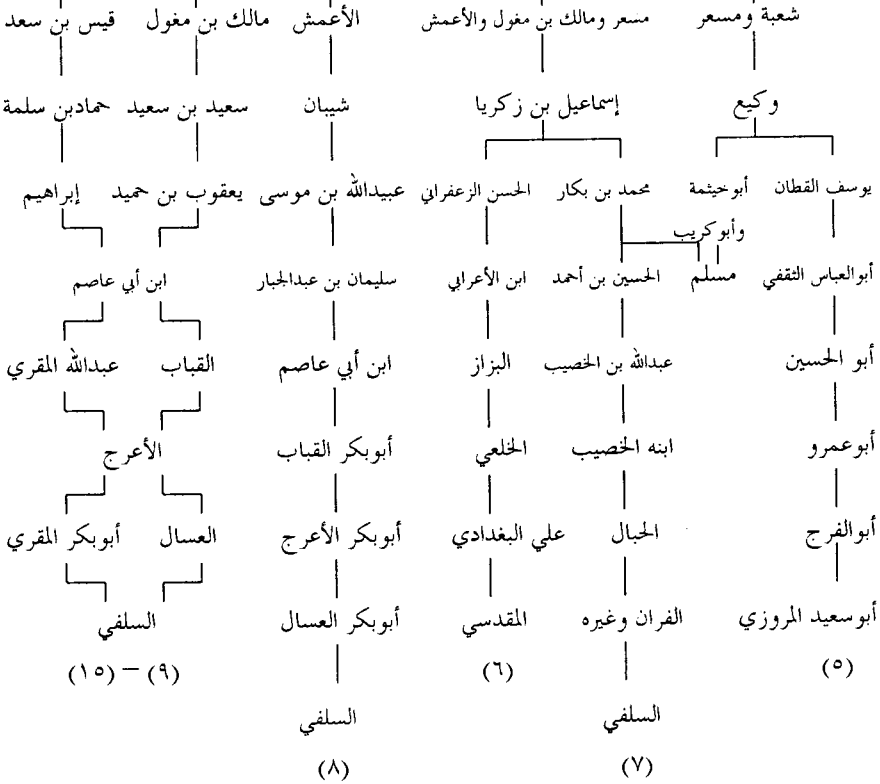 شعبة ومسعر مسعر ومالك بن مغول والأعمش الأعمش مالك بن مغول قيس بن سعد
وكيع إسماعيل بن زكريا شيبان سعيد بن سعيد حمادبن سلمة
يوسف القطان أبوخيثمة محمد بن بكار الحسن الزعفراني عبيدالله بن موسى يعقوب بن حميد إبراهيم
وأبوكريب
أبوالعباس الثقفي مسلم الحسين بن أحمد ابن الأعرابي سليمان بن عبدالجبار ابن أبي عاصم
أبو الحسين عبدالله بن الخصيب البزاز ابن أبي عاصم القباب عبدالله المقري
أبوعمرو ابنه الخصيب الخلعي أبوبكر القباب الأعرج
أبوالفرج الحبال علي البغدادي أبوبكر الأعرج العسال أبوبكر المقري
أبوسعيد المروزي الفران وغيره المقدسي أبوبكر العسال السلفي
(٥) (٦) (٩) – (١٥)
السلفي السلفي
(٧) (٨)